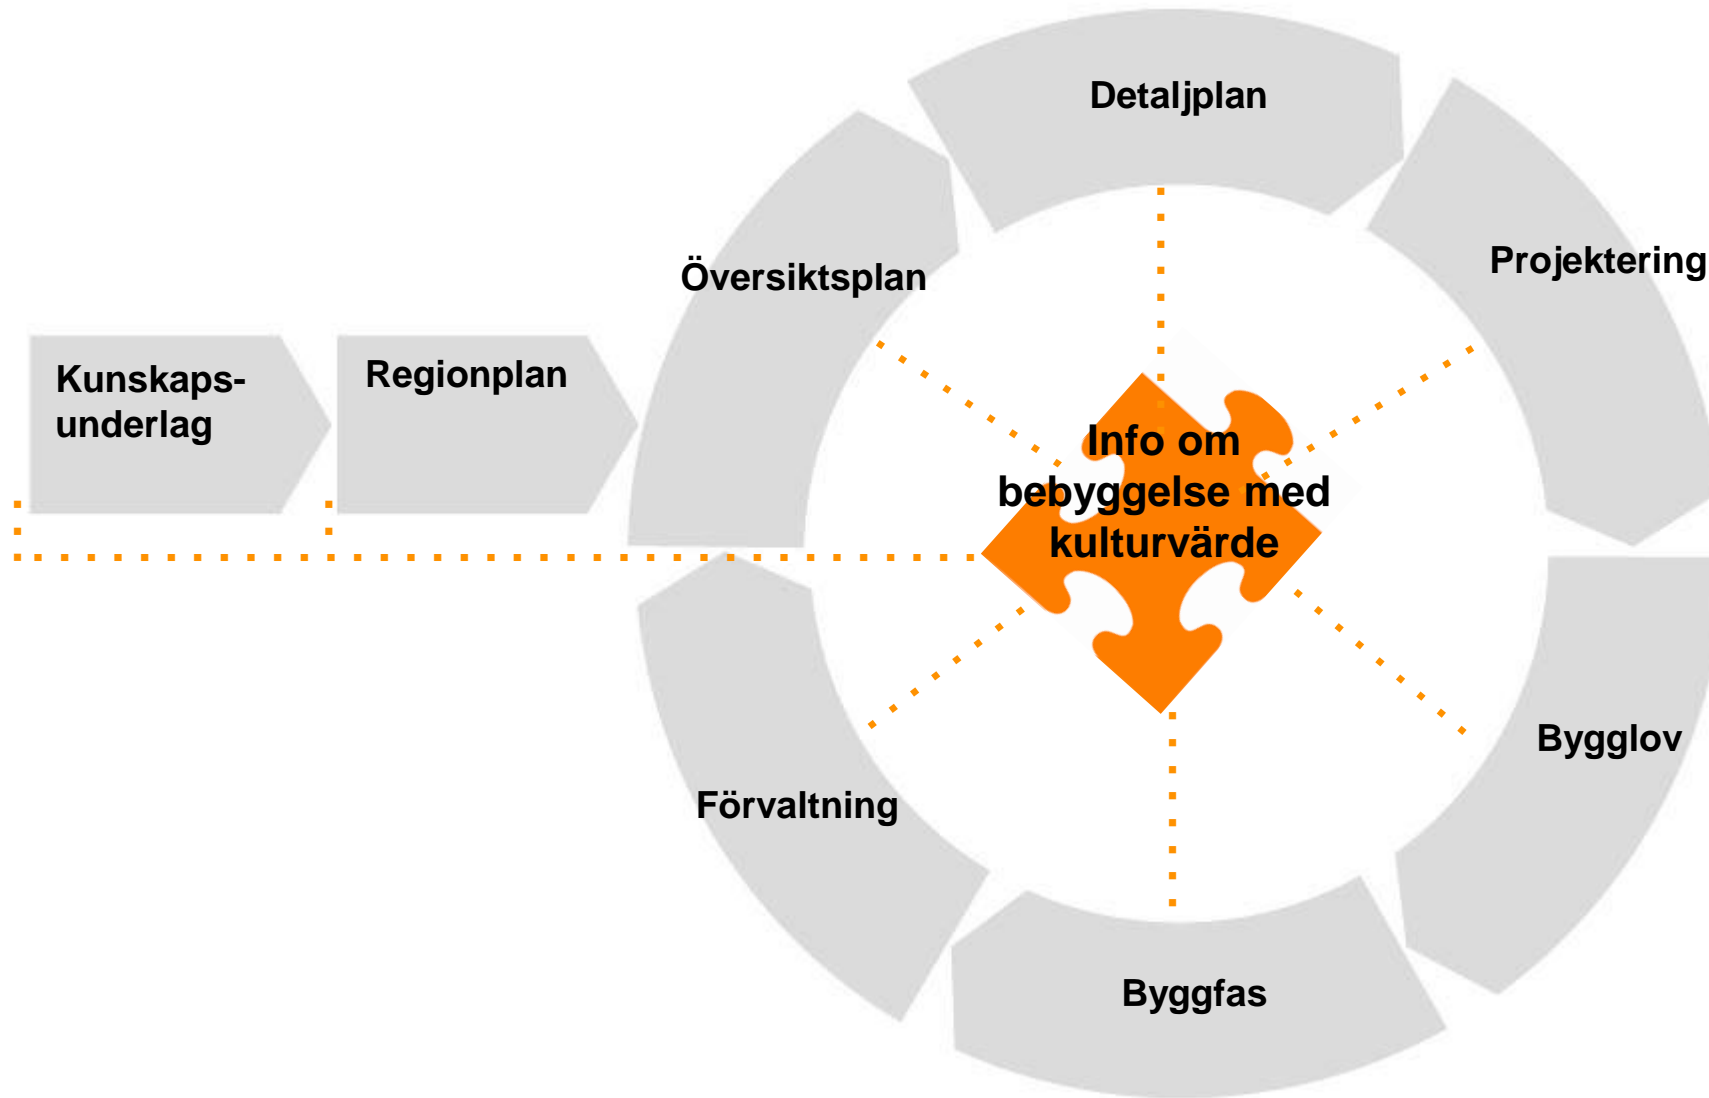 Kunskaps-
underlag
Regionplan
Översiktsplan
Detaljplan
Projektering
Bygglov
Byggfas
Förvaltning
Info om
bebyggelse med
kulturvärde